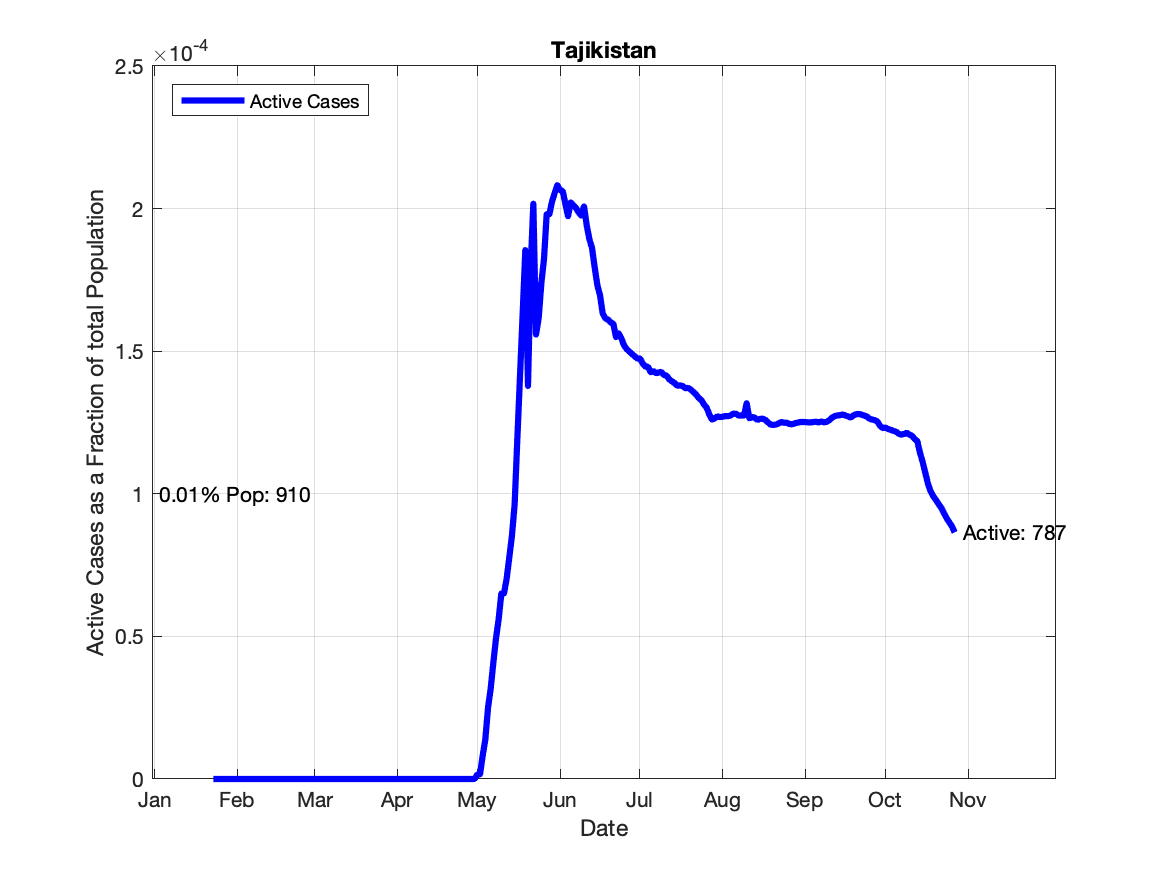 Tajikistan
×10⁻⁴
2.5
2
1.5
1
0.5
0
Active Cases as a Fraction of total Population
Active Cases
0.01% Pop: 910
Active: 787
Jan Feb Mar Apr May Jun Jul Aug Sep Oct Nov
Date